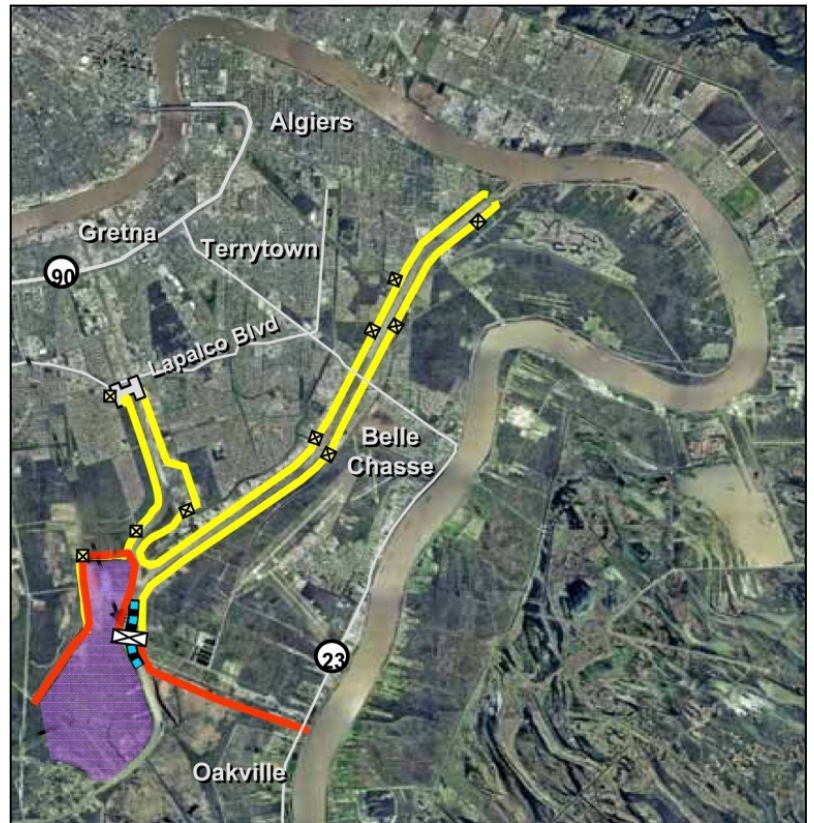 Algiers
Gretna
Terrytown
90
Lapalco Blvd
Belle
Chasse
23
Oakville